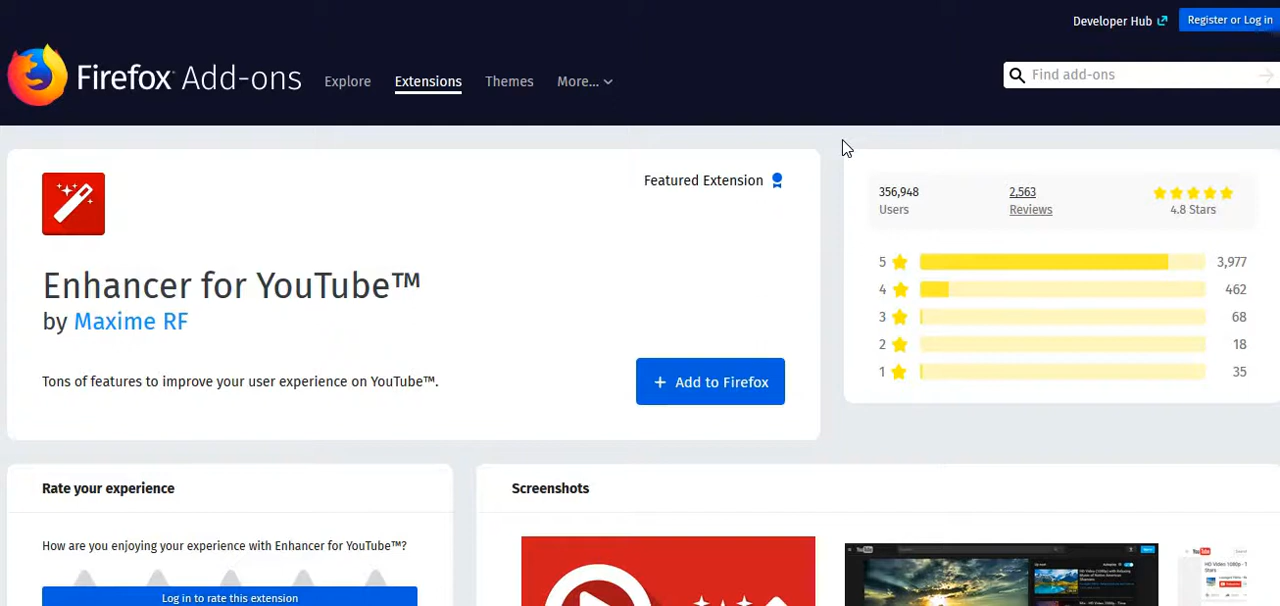 Developer Hub
Register or Log in
Firefox Add-ons
Explore
Extensions
Themes
More...
Find add-ons
Featured Extension
Enhancer for YouTube™
by Maxime RF
Tons of features to improve your user experience on YouTube™.
+ Add to Firefox
356,948
Users
2,563
Reviews
4.8 Stars
5 3,977
4 462
3 68
2 18
1 35
Rate your experience
How are you enjoying your experience with Enhancer for YouTube™?
Log in to rate this extension
Screenshots